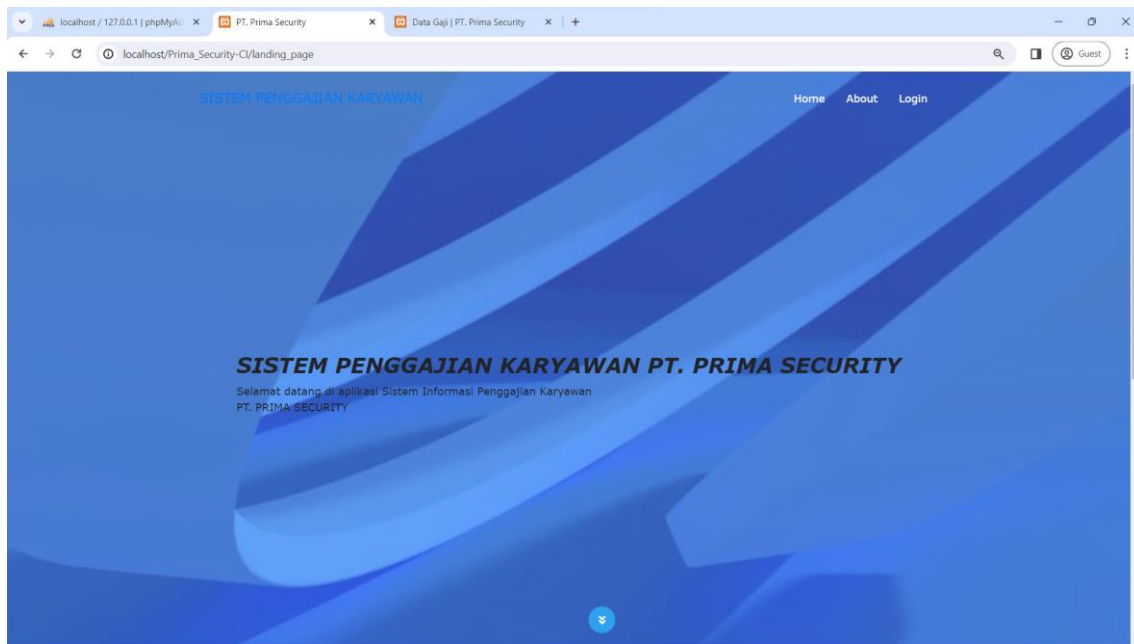 localhost / 127.0.0.1 | phpMyAd
PT. Prima Security
Data Gaji | PT. Prima Security
localhost/Prima_Security-CI/landing_page
Guest
SISTEM PENGGAJIAN KARYAWAN
Home About Login
SISTEM PENGGAJIAN KARYAWAN PT. PRIMA SECURITY
Selamat datang di aplikasi Sistem Informasi Penggajian Karyawan
PT. PRIMA SECURITY